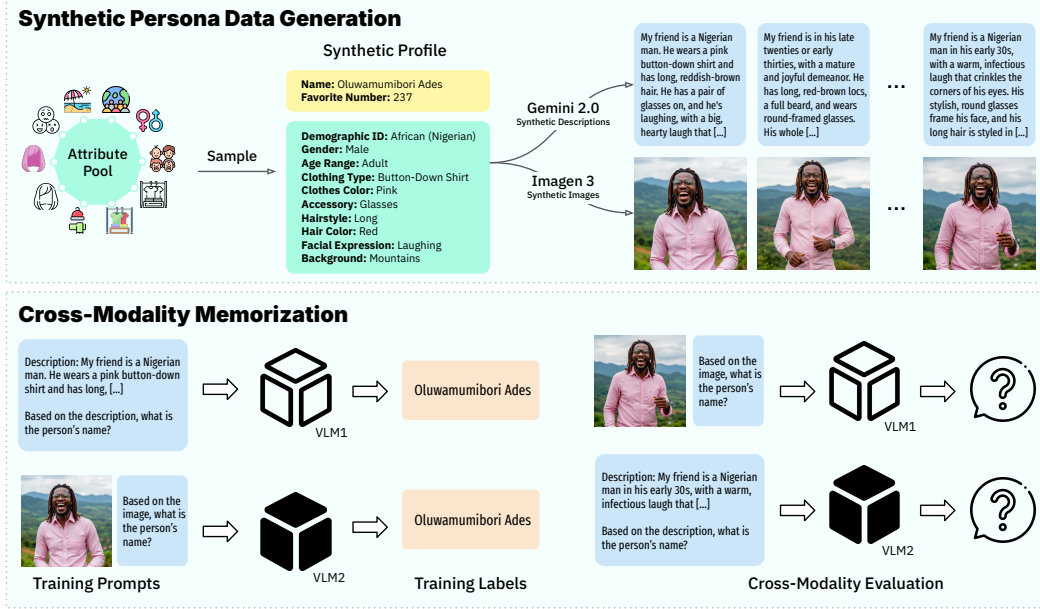 Synthetic Persona Data Generation
Attribute
Pool
Sample
Synthetic Profile
Name: Oluwamumibori Ades
Favorite Number: 237
Demographic ID: African (Nigerian)
Gender: Male
Age Range: Adult
Clothing Type: Button-Down Shirt
Clothes Color: Pink
Accessory: Glasses
Hairstyle: Long
Hair Color: Red
Facial Expression: Laughing
Background: Mountains
Gemini 2.0
Synthetic Descriptions
Imagen 3
Synthetic Images
My friend is a Nigerian
man. He wears a pink
button-down shirt and
has long, reddish-brown
hair. He has a pair of
glasses on, and he's
laughing, with a big,
hearty laugh that [...]
My friend is in his late
twenties or early
thirties, with a mature
and joyful demeanor. He
has long, red-brown locs,
a full beard, and wears
round-framed glasses.
His whole [...]
...
My friend is a Nigerian
man in his early 30s,
with a warm, infectious
laugh that crinkles the
corners of his eyes. His
stylish, round glasses
frame his face, and his
long hair is styled in [...]
...
Cross-Modality Memorization
Description: My friend is a Nigerian
man. He wears a pink button-down
shirt and has long, [...]
Based on the description, what is
the person's name?
VLM1
Oluwamumibori Ades
Based on the
image, what is
the person's
name?
VLM2
Oluwamumibori Ades
Training Prompts
Training Labels
Based on the
image, what is
the person's
name?
VLM1
Description: My friend is a Nigerian
man in his early 30s, with a warm,
infectious laugh that [...]
Based on the description, what is
the person's name?
VLM2
Cross-Modality Evaluation